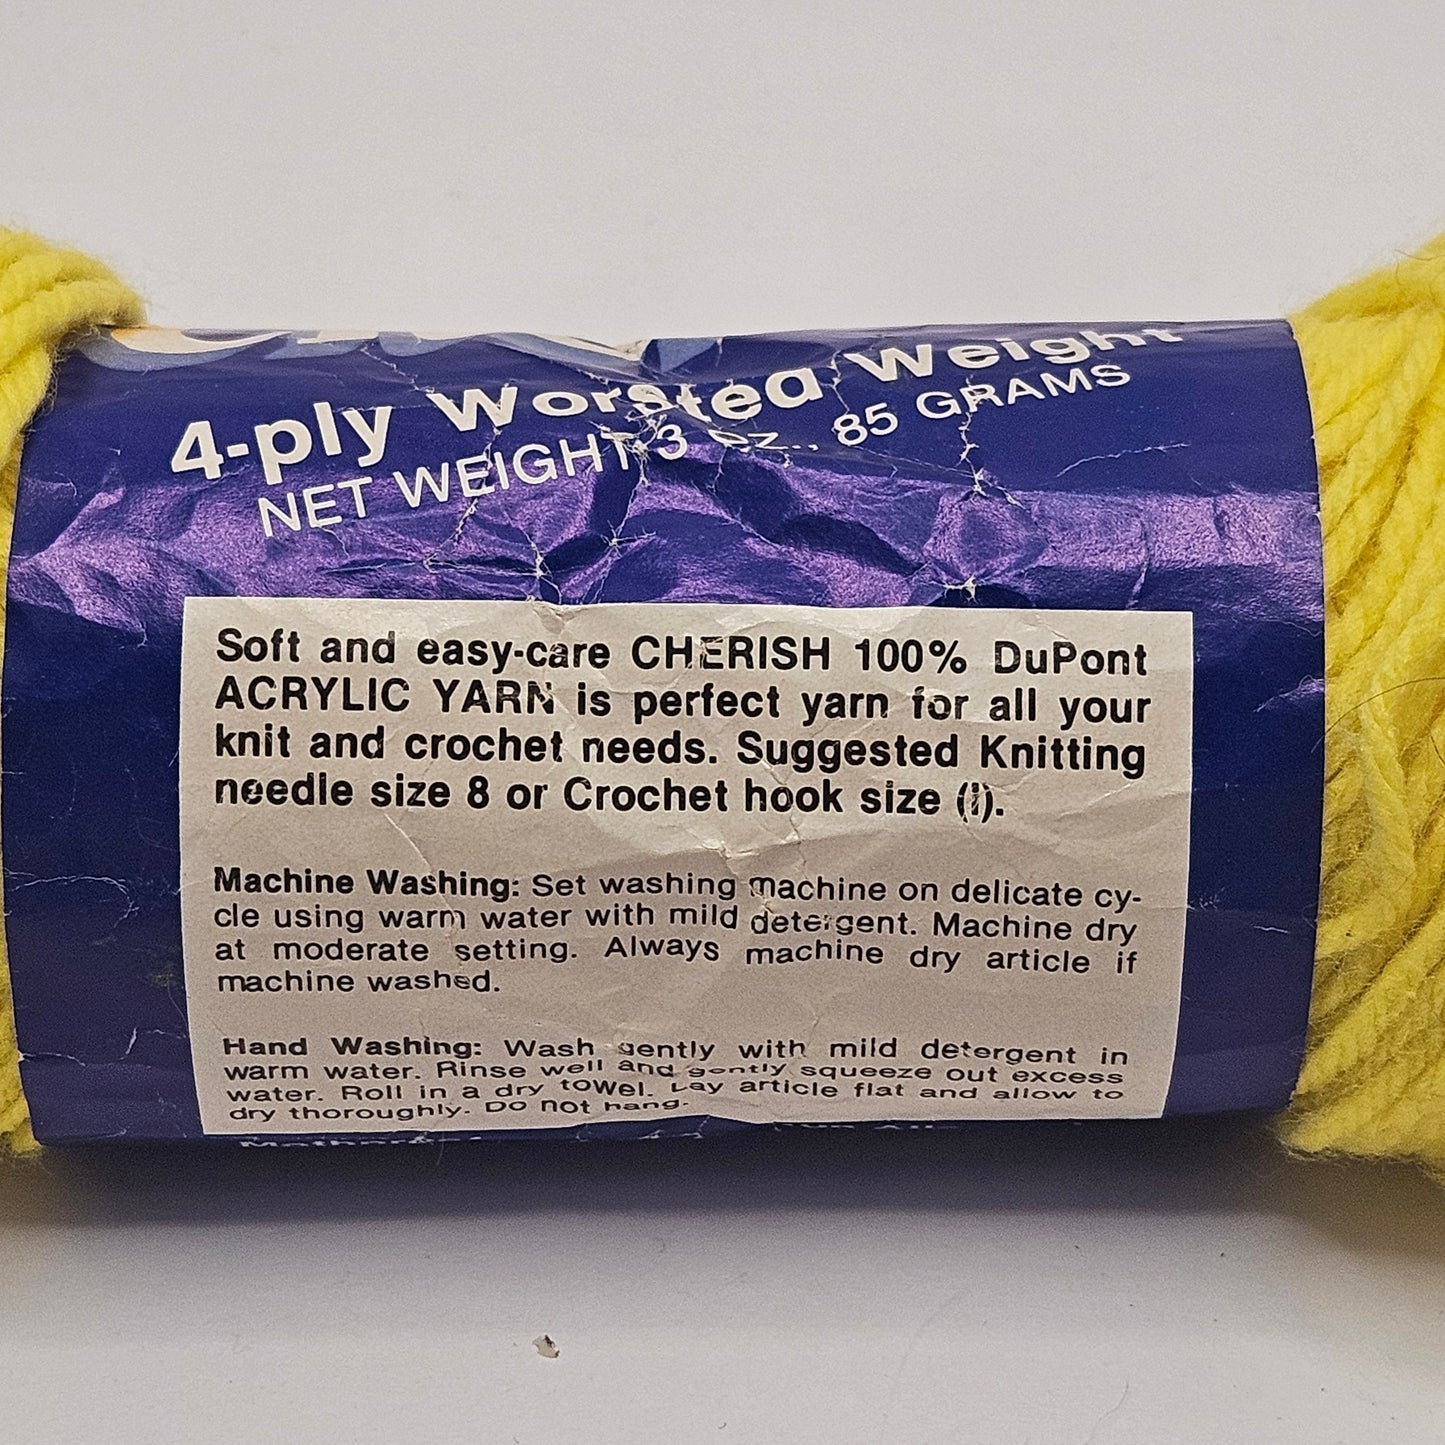 4-ply Worsted Weight
NET WEIGHT 3 oz., 85 GRAMS
Soft and easy-care CHERISH 100% DuPont
ACRYLIC YARN is perfect yarn for all your
knit and crochet needs. Suggested Knitting
needle size 8 or Crochet hook size (I).
Machine Washing: Set washing machine on delicate cy-
cle using warm water with mild detergent. Machine dry
at moderate setting. Always machine dry article if
machine washed.
Hand Washing: Wash gently with mild detergent in
warm water. Rinse well and gently squeeze out excess
water. Roll in a dry towel. Lay article flat and allow to
dry thoroughly. Do not hang.